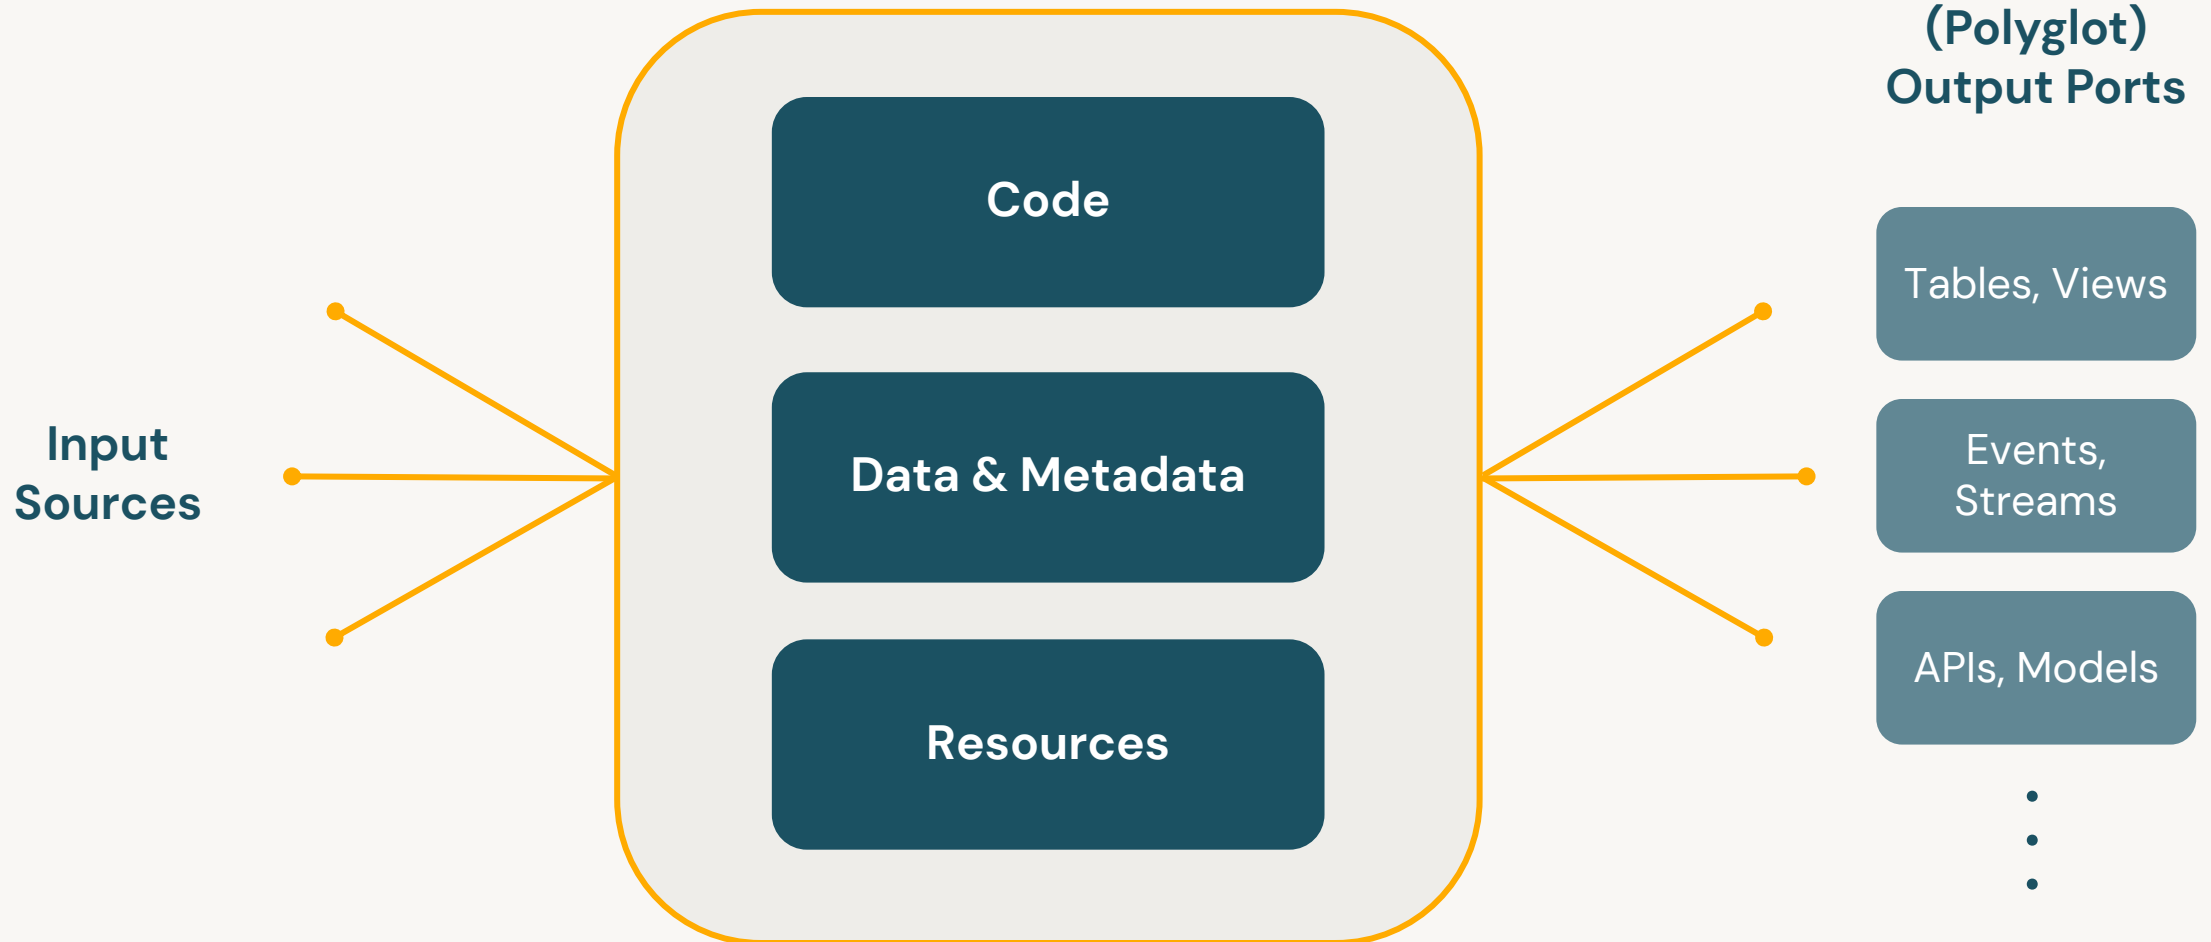 Input
Sources
Code
Data & Metadata
Resources
(Polyglot)
Output Ports
Tables, Views
Events,
Streams
APIs, Models